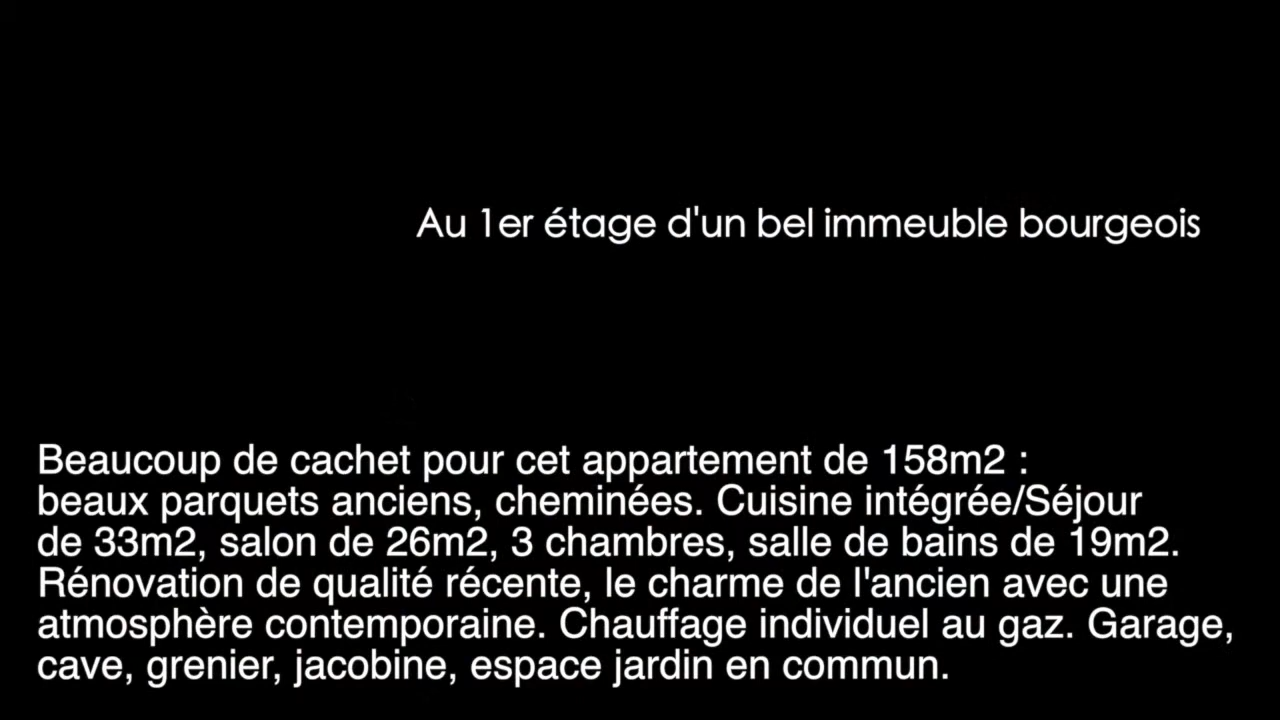 Au 1er étage d'un bel immeuble bourgeois
Beaucoup de cachet pour cet appartement de 158m2 :
beaux parquets anciens, cheminées. Cuisine intégrée/Séjour
de 33m2, salon de 26m2, 3 chambres, salle de bains de 19m2.
Rénovation de qualité récente, le charme de l'ancien avec une
atmosphère contemporaine. Chauffage individuel au gaz. Garage,
cave, grenier, jacobine, espace jardin en commun.